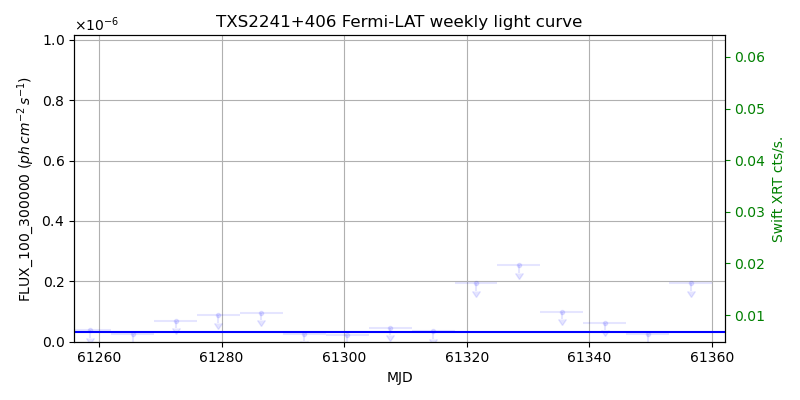 TXS2241+406 Fermi-LAT weekly light curve
×10⁻⁶
1.0
0.8
0.6
0.4
0.2
0.0
FLUX_100_300000 (ph cm⁻² s⁻¹)
0.06
0.05
0.04
0.03
0.02
0.01
Swift XRT cts/s.
61260 61280 61300 61320 61340 61360
MJD